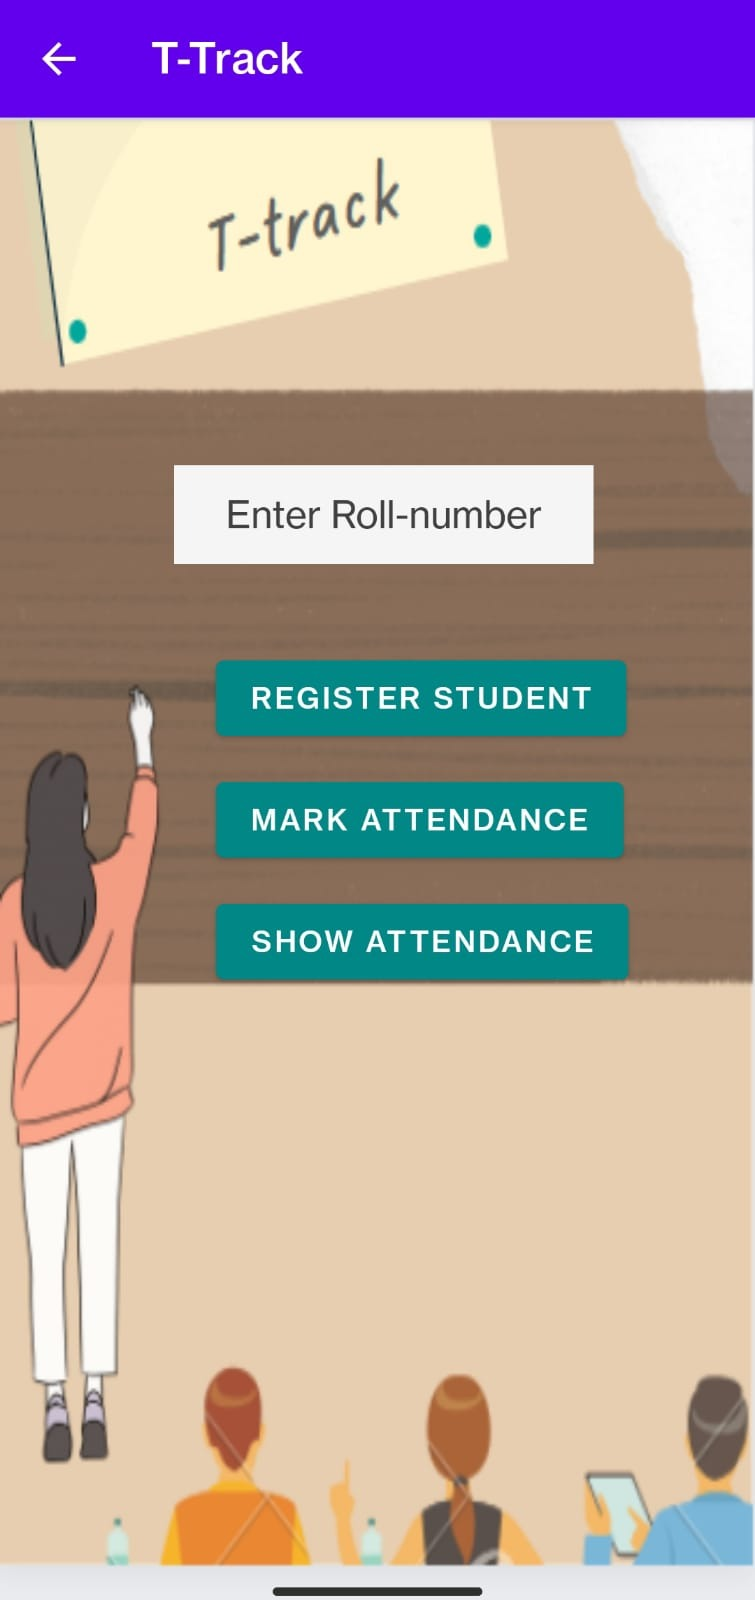 T-Track
T-track
Enter Roll-number
REGISTER STUDENT
MARK ATTENDANCE
SHOW ATTENDANCE